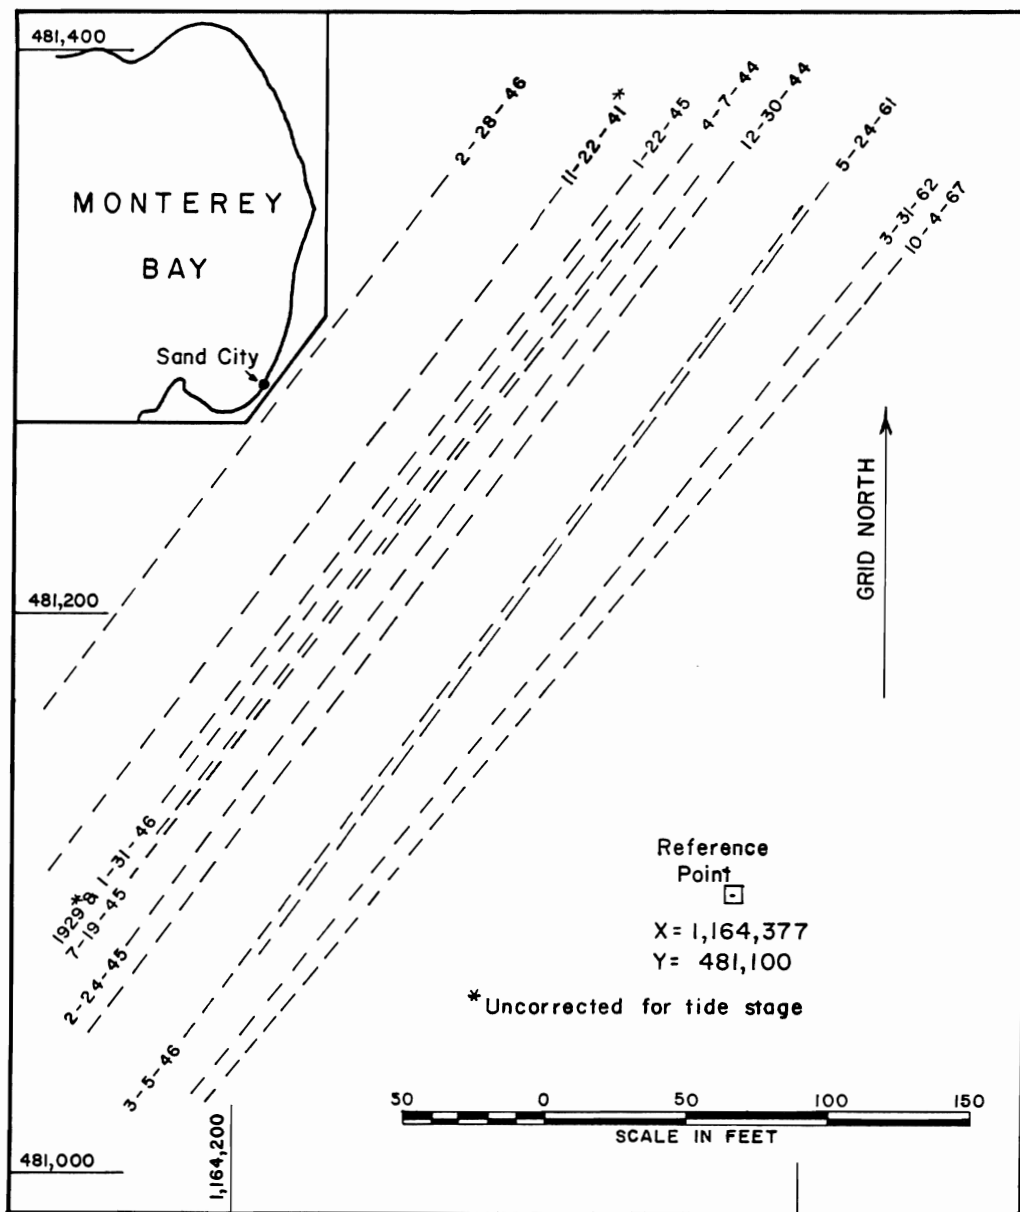 481,400
MONTEREY
BAY
Sand City
2-28-46
11-22-41*
1-22-45
4-7-44
12-30-44
5-24-61
3-31-62
10-4-67
GRID NORTH
481,200
1929* & 1-31-46
7-19-45
2-24-45
3-5-46
Reference
Point
X= 1,164,377
Y= 481,100
*Uncorrected for tide stage
50 0 50 100 150
SCALE IN FEET
481,000
1,164,200